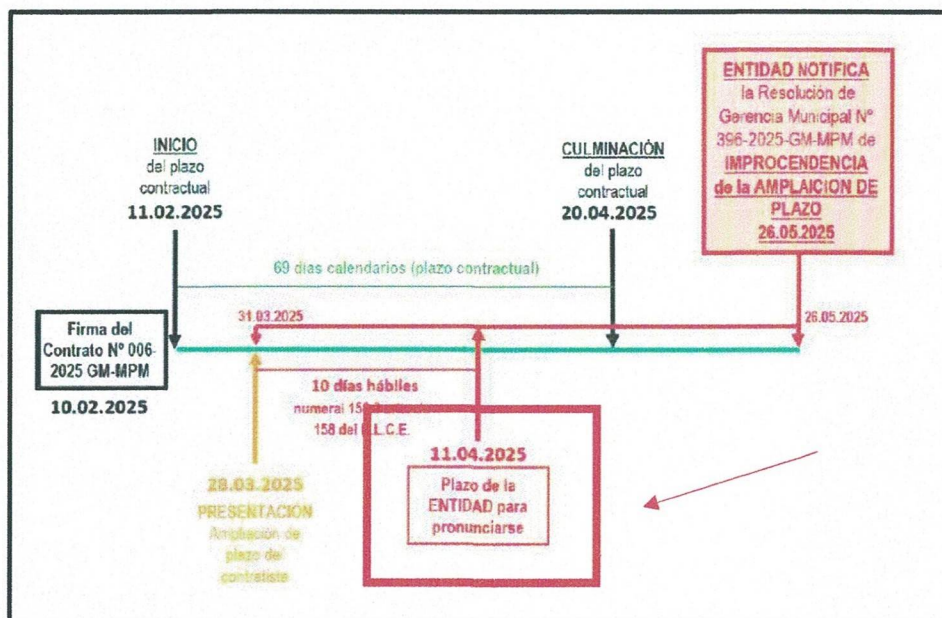 ENTIDAD NOTIFICA
la Resolución de
Gerencia Municipal Nº
396-2025-GM-MPM de
IMPROCENDENCIA
de la AMPLAICION DE
PLAZO
26.05.2025
INICIO
del plazo
contractual
11.02.2025
CULMINACIÓN
del plazo
contractual
20.04.2025
69 días calendarios (plazo contractual)
31.03.2025
26.05.2025
Firma del
Contrato Nº 006-
2025 GM-MPM
10.02.2025
10 días hábiles
numeral
158 del R.L.C.E.
11.04.2025
Plazo de la
ENTIDAD para
pronunciarse
28.03.2025
PRESENTACIÓN
Ampliación de
plazo del
contratista